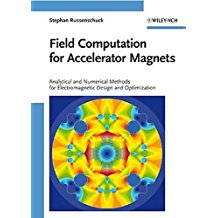 Stephan Russenschuck
WILEY-VCH
Field Computation
for Accelerator Magnets
Analytical and Numerical Methods
for Electromagnetic Design and Optimization